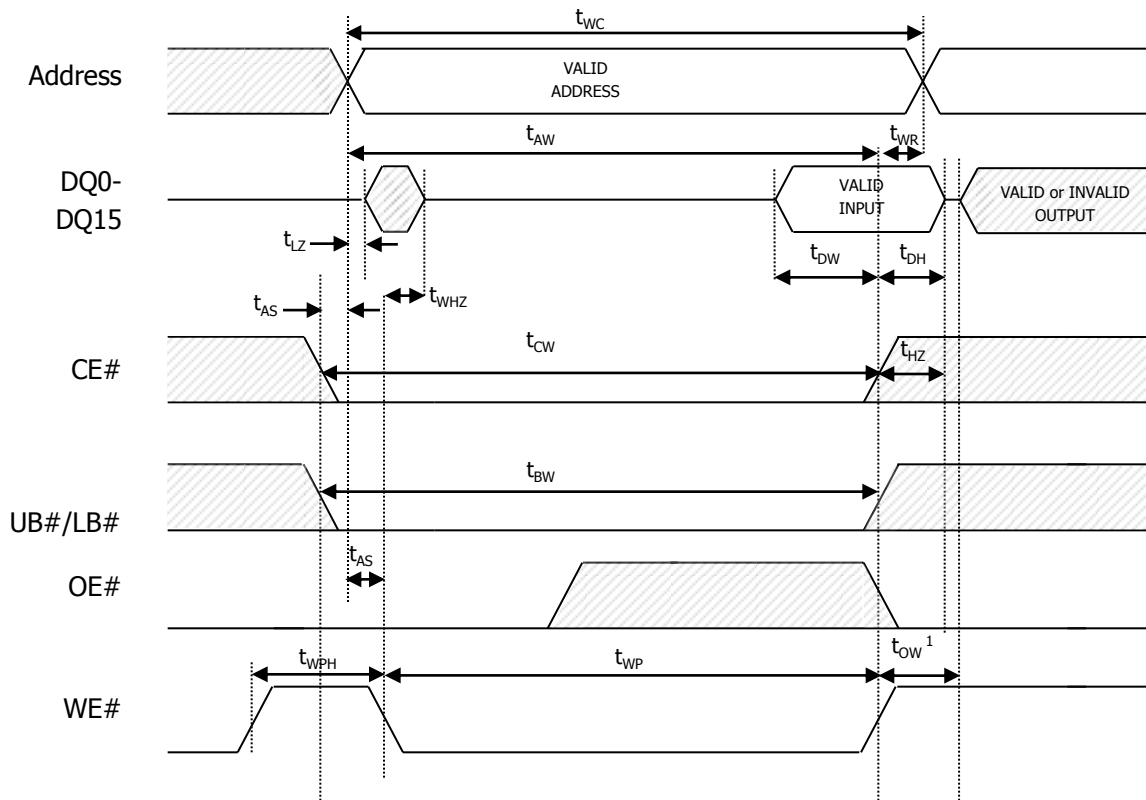 tWC
Address
VALID
ADDRESS
tAW
tWR
DQ0-
DQ15
VALID
INPUT
VALID or INVALID
OUTPUT
tLZ
tDW
tDH
tWHZ
tAS
CE#
tCW
tHZ
tBW
UB#/LB#
tAS
OE#
tWPH
tWP
tOW 1
WE#